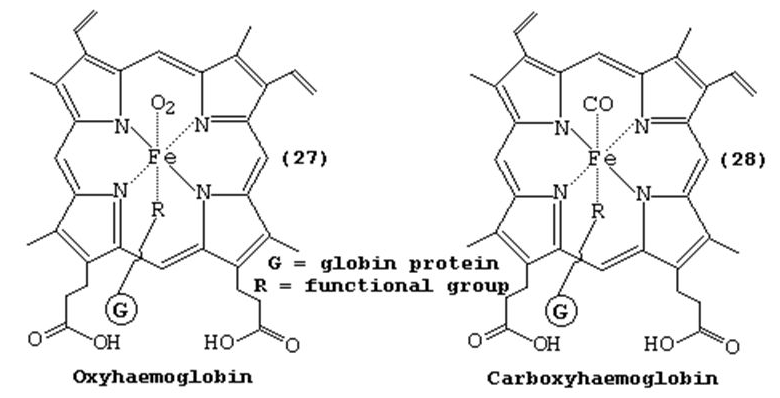 O2 CO
N N N N
Fe (27) Fe (28)
N N N N
R R
G = globin protein
R = functional group
G G
O OH HO O O OH HO O
Oxyhaemoglobin Carboxyhaemoglobin